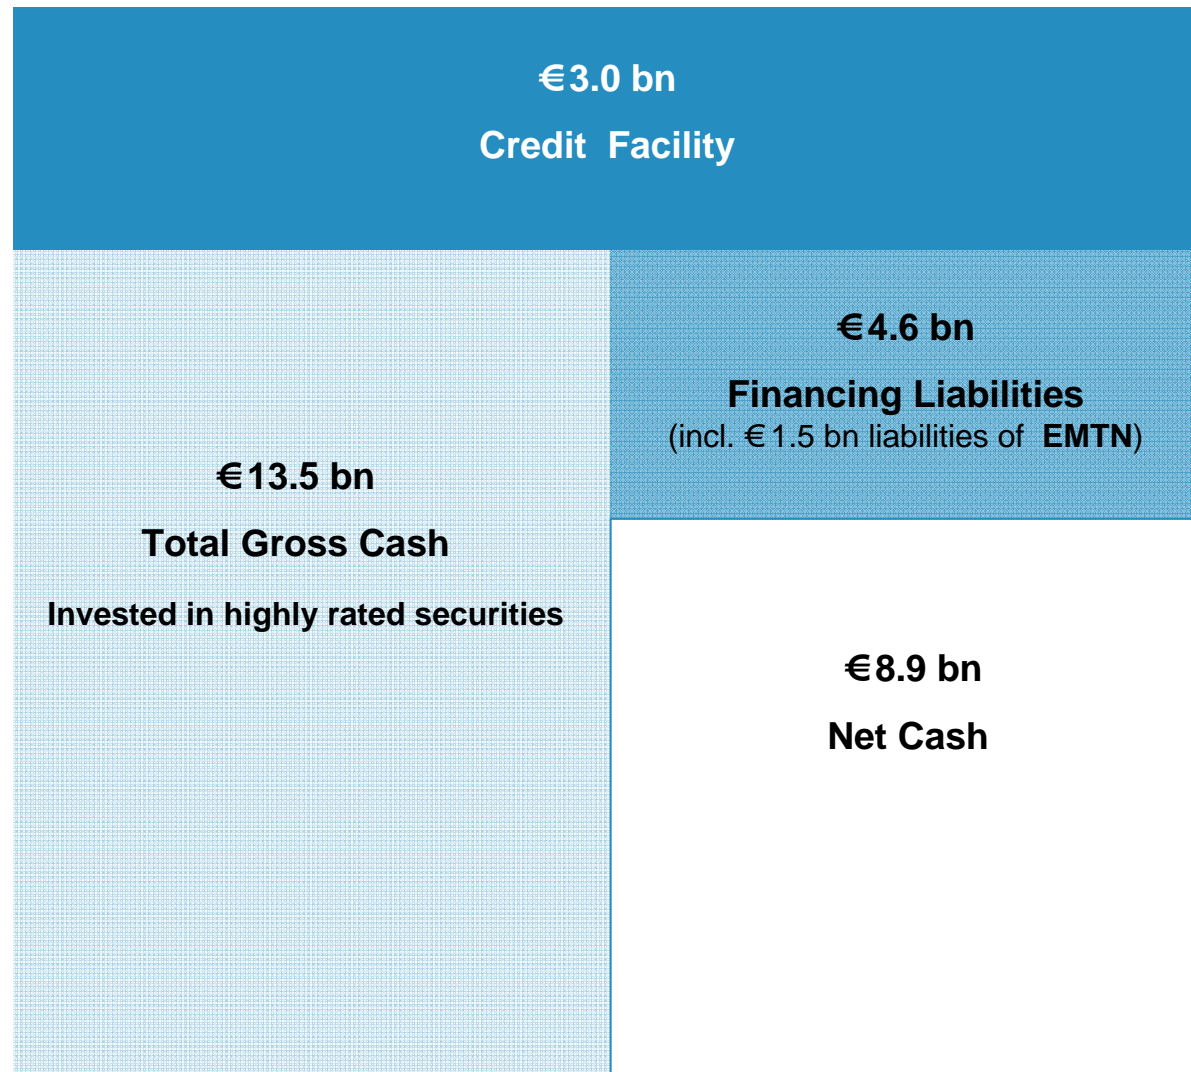 €3.0 bn
Credit Facility
€13.5 bn
Total Gross Cash
Invested in highly rated securities
€4.6 bn
Financing Liabilities
(incl. €1.5 bn liabilities of EMTN)
€8.9 bn
Net Cash